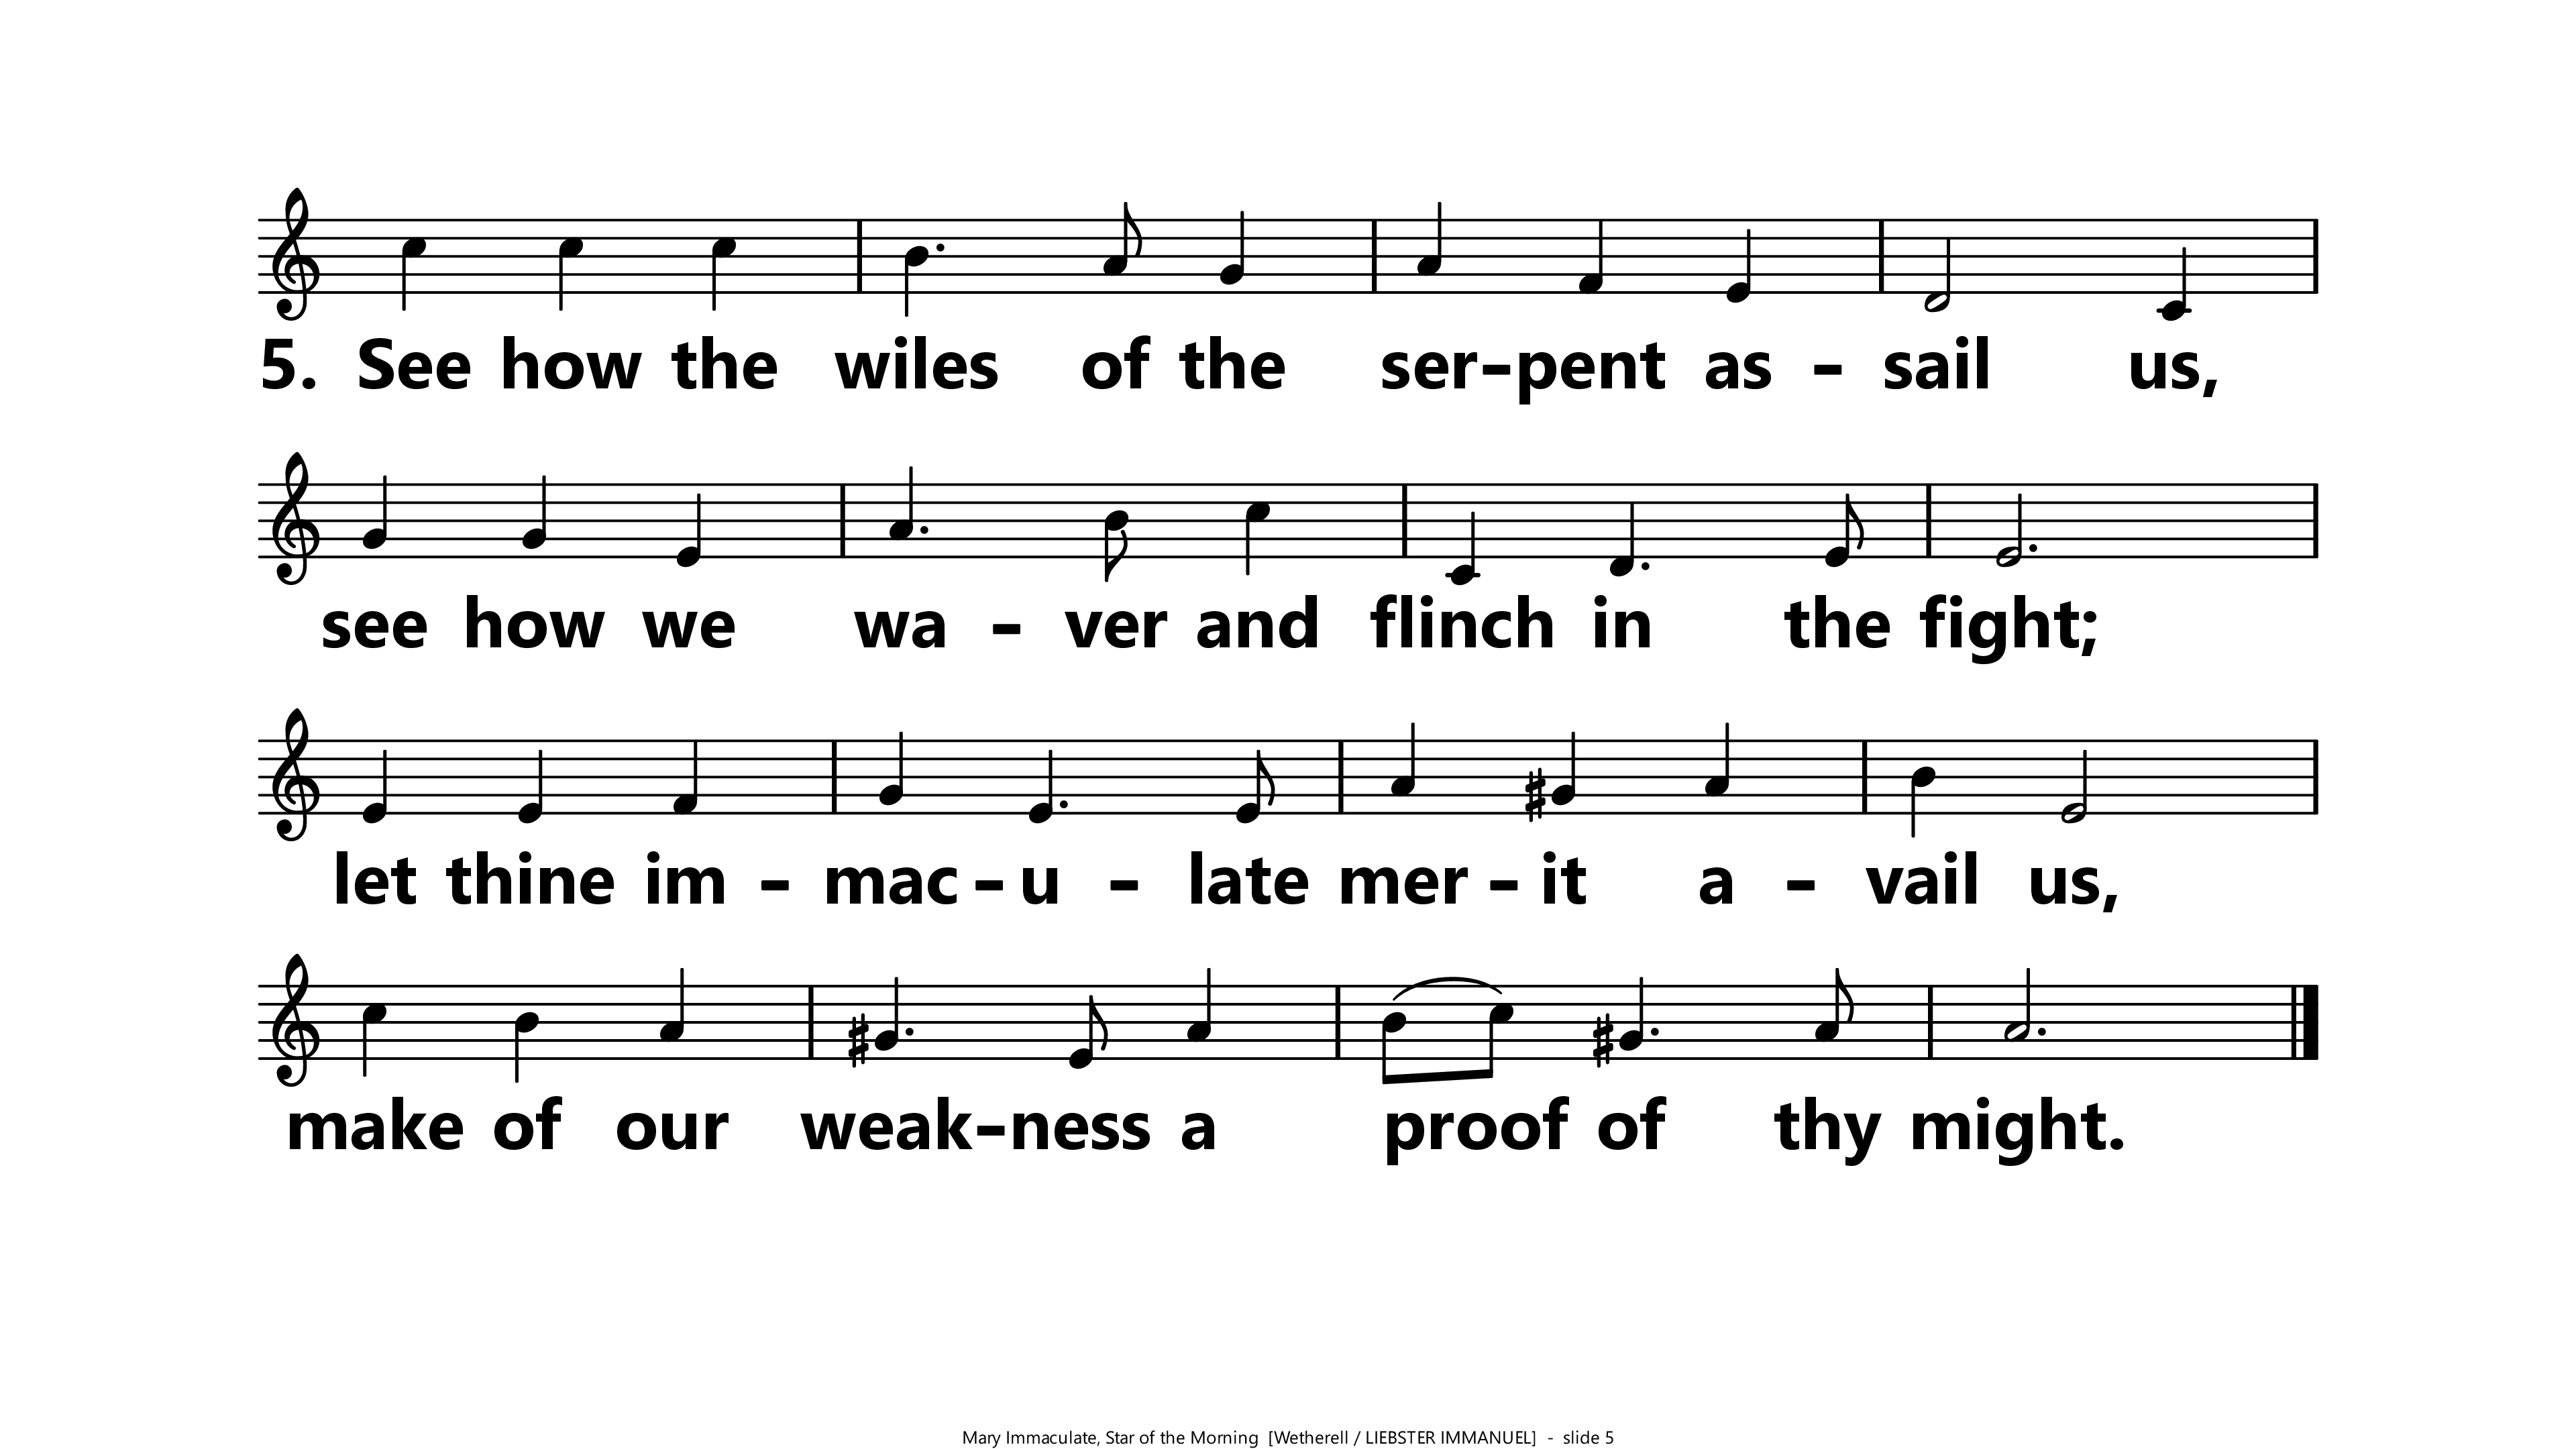 5. See how the wiles of the ser-pent as - sail us,
see how we wa - ver and flinch in the fight;
let thine im - mac - u - late mer - it a - vail us,
make of our weak-ness a proof of thy might.
Mary Immaculate, Star of the Morning [Wetherell / LIEBSTER IMMANUEL] - slide 5